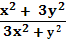 x² + 3y²
3x² + y²